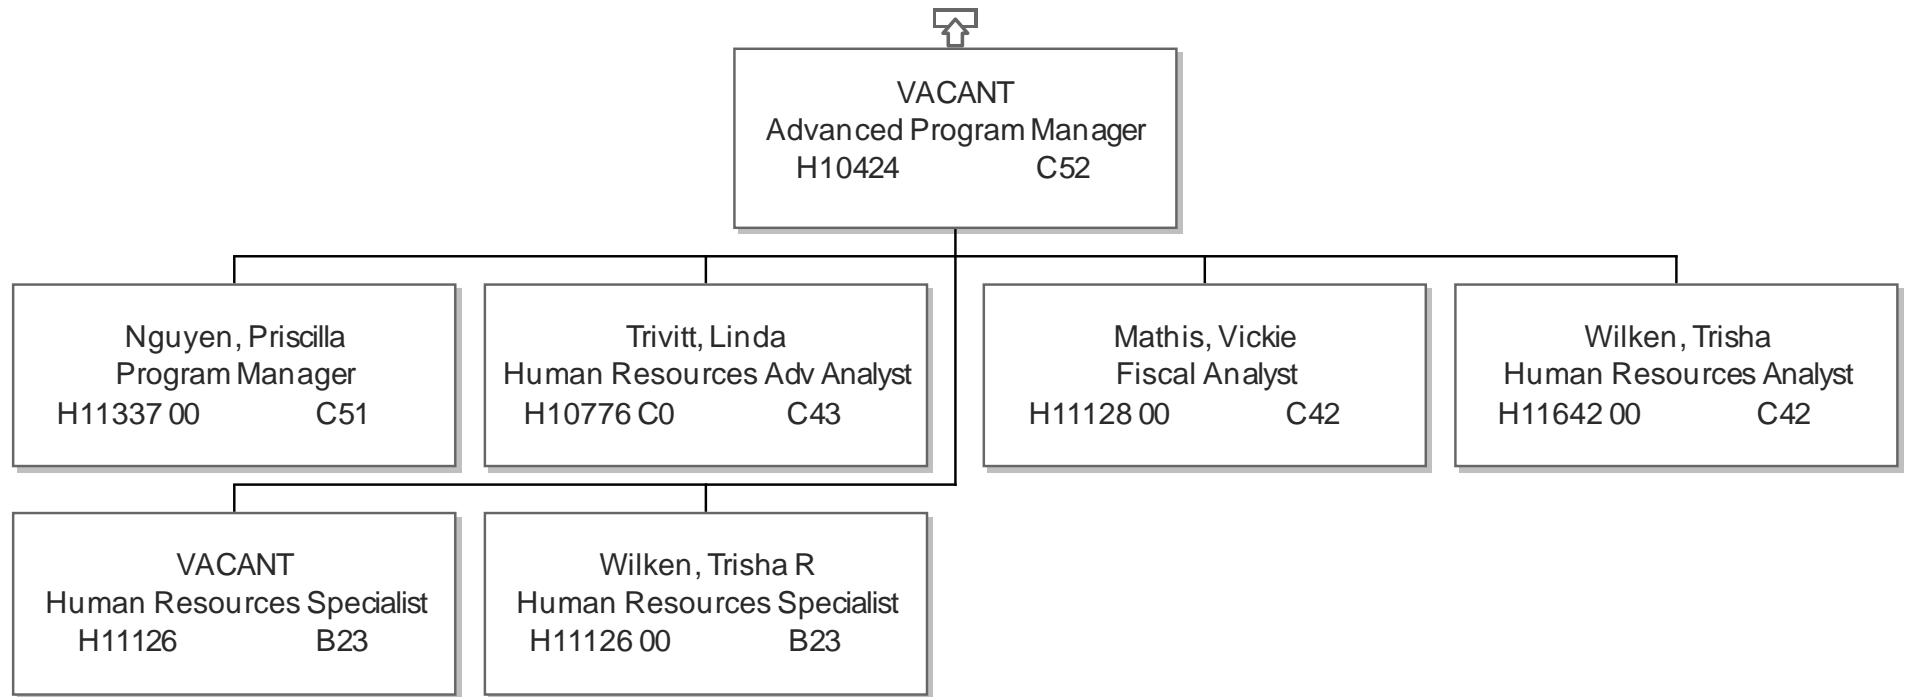 VACANT
Advanced Program Manager
H10424 C52
Nguyen, Priscilla
Program Manager
H11337 00 C51
Trivitt, Linda
Human Resources Adv Analyst
H10776 C0 C43
Mathis, Vickie
Fiscal Analyst
H11128 00 C42
Wilken, Trisha
Human Resources Analyst
H11642 00 C42
VACANT
Human Resources Specialist
H11126 B23
Wilken, Trisha R
Human Resources Specialist
H11126 00 B23